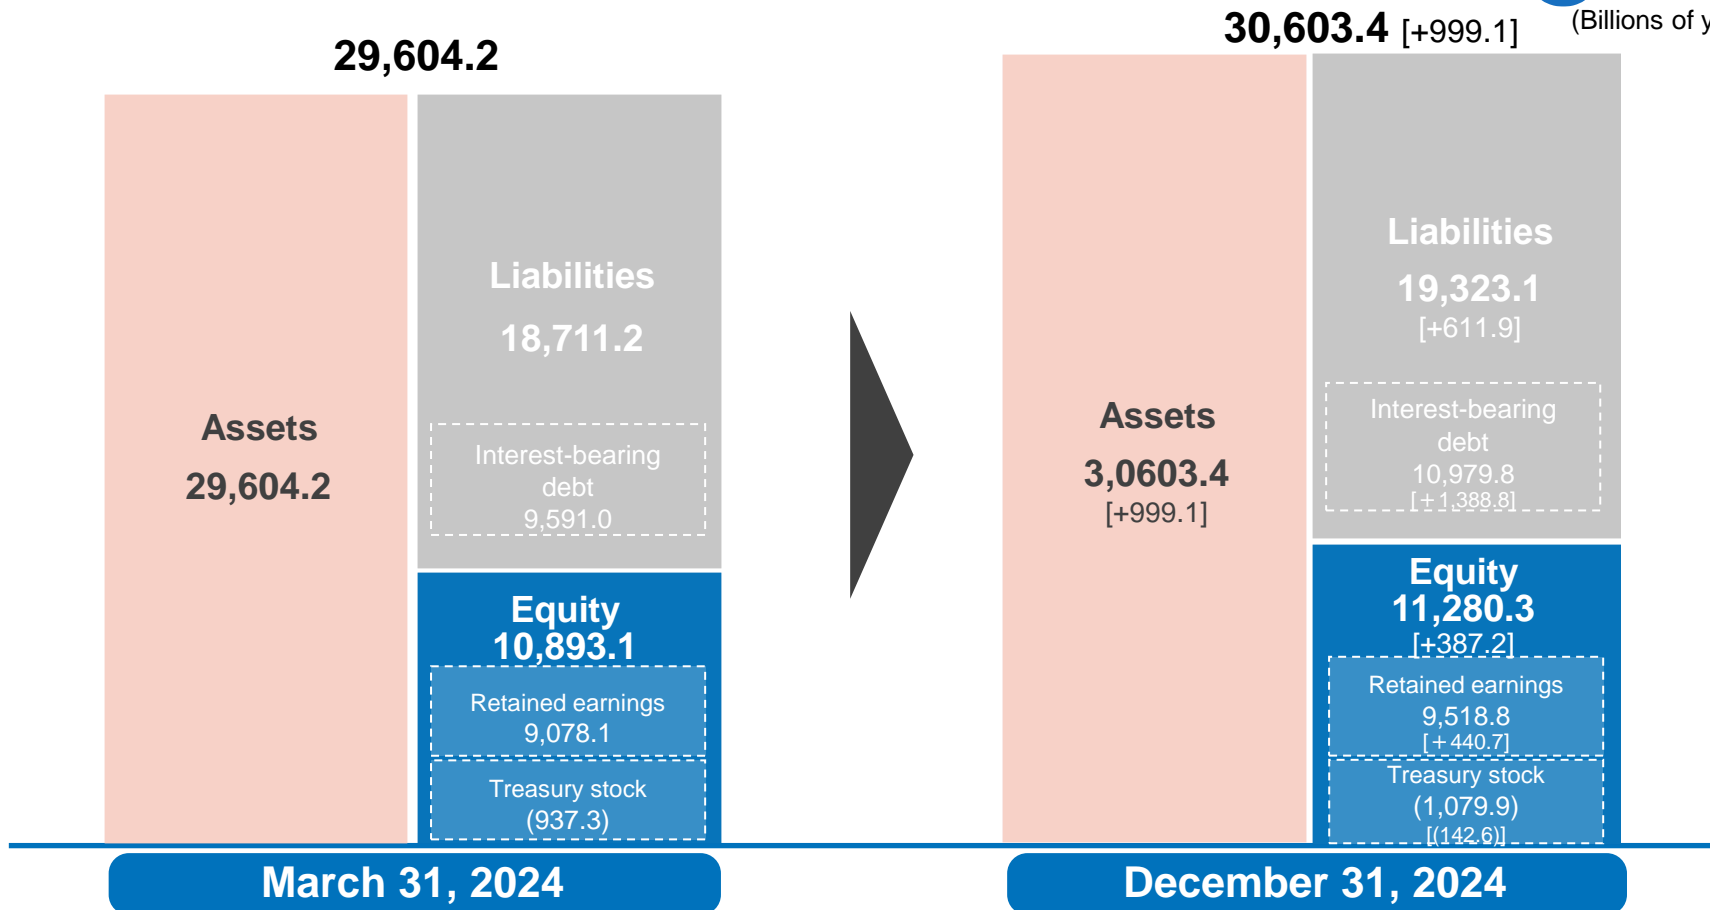 29,604.2
Liabilities
18,711.2
Interest-bearing
debt
9,591.0
Assets
29,604.2
Equity
10,893.1
Retained earnings
9,078.1
Treasury stock
(937.3)
March 31, 2024
(Billions of y
30,603.4 [+999.1]
Liabilities
19,323.1
[+611.9]
Interest-bearing
debt
10,979.8
[+1,388.8]
Assets
3,0603.4
[+999.1]
Equity
11,280.3
[+387.2]
Retained earnings
9,518.8
[+440.7]
Treasury stock
(1,079.9)
[(142.6)]
December 31, 2024